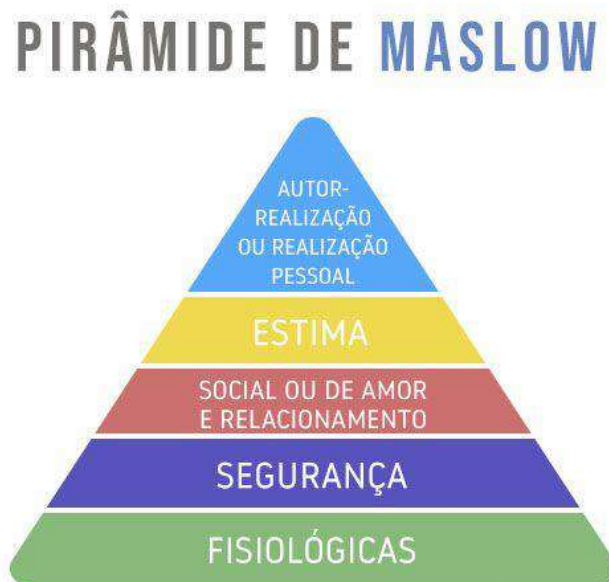 PIRÂMIDE DE MASLOW
AUTOR-
REALIZAÇÃO
OU REALIZAÇÃO
PESSOAL
ESTIMA
SOCIAL OU DE AMOR
E RELACIONAMENTO
SEGURANÇA
FISIOLÓGICAS